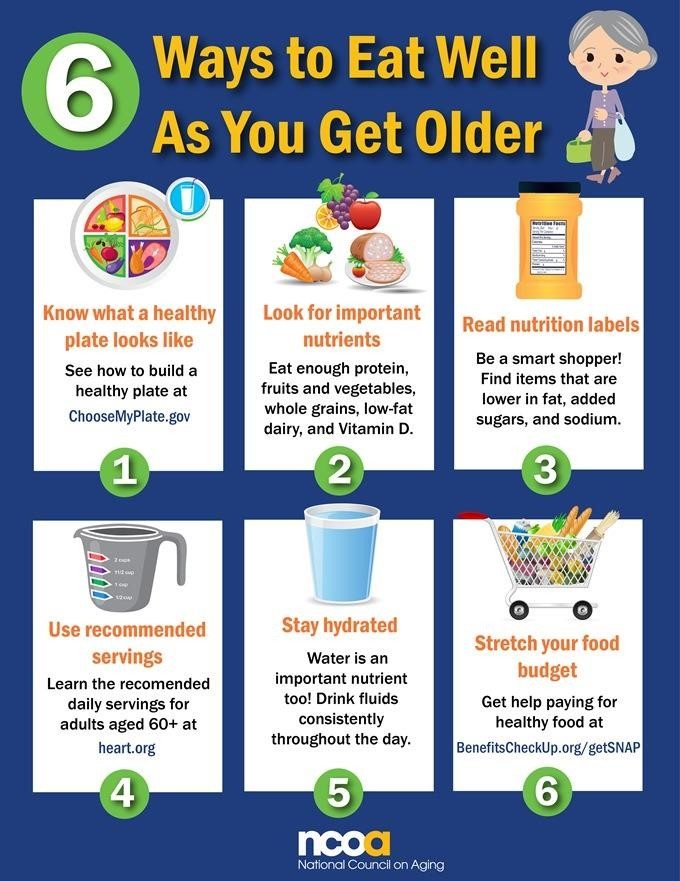 6
Ways to Eat Well
As You Get Older
Know what a healthy
plate looks like
See how to build a
healthy plate at
ChooseMyPlate.gov
1
Look for important
nutrients
Eat enough protein,
fruits and vegetables,
whole grains, low-fat
dairy, and Vitamin D.
2
Nutrition Facts
Read nutrition labels
Be a smart shopper!
Find items that are
lower in fat, added
sugars, and sodium.
3
2 cups
11/2 cup
1 cup
1/2 cup
Use recommended
servings
Learn the recomended
daily servings for
adults aged 60+ at
heart.org
4
Stay hydrated
Water is an
important nutrient
too! Drink fluids
consistently
throughout the day.
5
Stretch your food
budget
Get help paying for
healthy food at
BenefitsCheckUp.org/getSNAP
6
ncoa
National Council on Aging